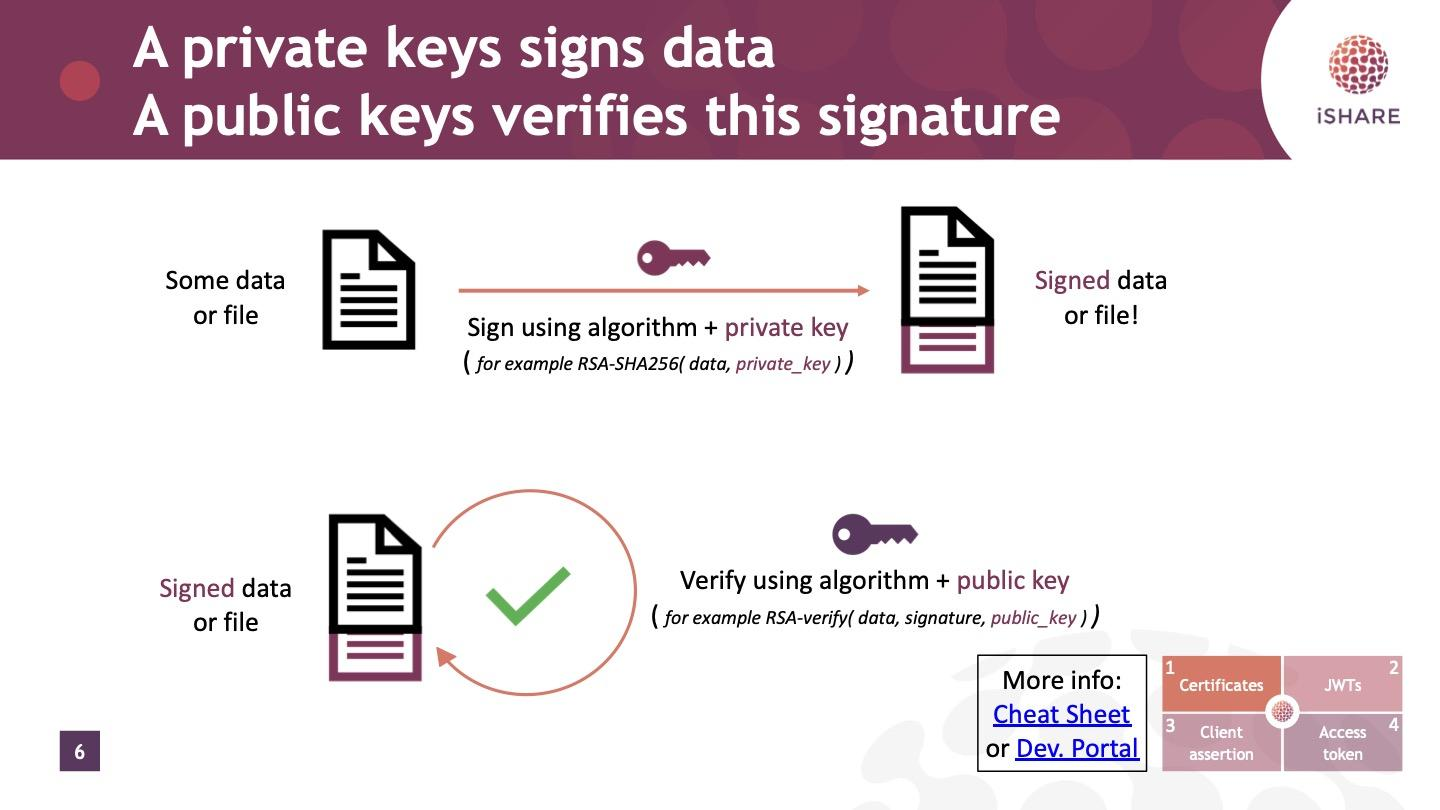 A private keys signs data
A public keys verifies this signature
iSHARE
Some data
or file
Sign using algorithm + private key
( for example RSA-SHA256( data, private_key ) )
Signed data
or file!
Signed data
or file
Verify using algorithm + public key
( for example RSA-verify( data, signature, public_key ) )
More info:
Cheat Sheet
or Dev. Portal
1
Certificates
2
JWTs
3
Client
assertion
4
Access
token
6